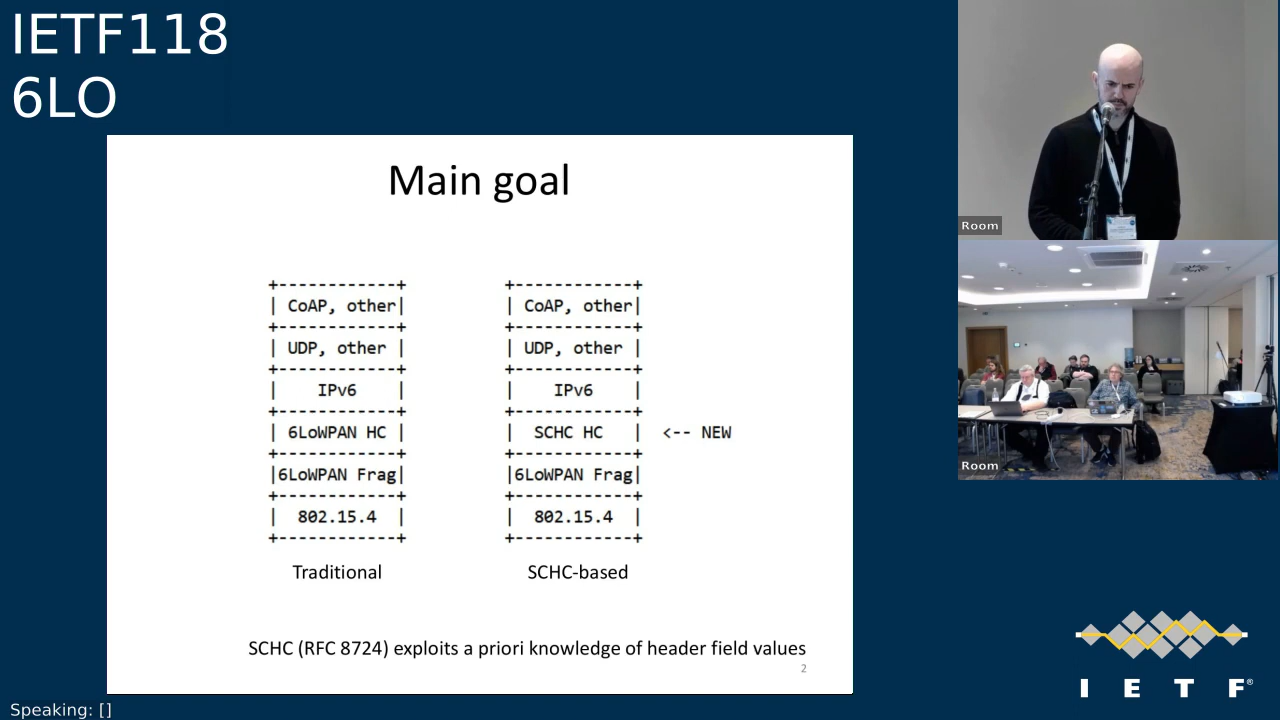 IETF118
6LO
Main goal
+------------+ +------------+
| CoAP, other| | CoAP, other|
+------------+ +------------+
| UDP, other | | UDP, other |
+------------+ +------------+
| IPv6 | | IPv6 |
+------------+ +------------+
| 6LoWPAN HC | | SCHC HC | <-- NEW
+------------+ +------------+
|6LoWPAN Frag| |6LoWPAN Frag|
+------------+ +------------+
| 802.15.4 | | 802.15.4 |
+------------+ +------------+
Traditional SCHC-based
SCHC (RFC 8724) exploits a priori knowledge of header field values
2
Room
Room
I E T F®
Speaking: []